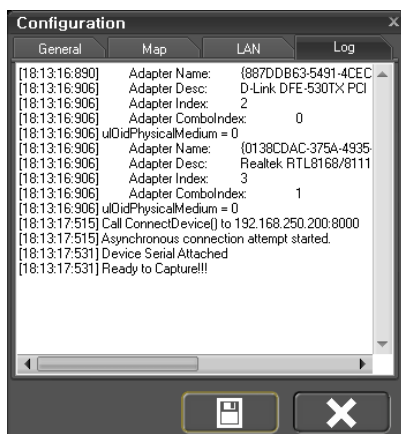 Configuration x
General Map LAN Log
[18:13:16:890] Adapter Name: {887DDB63-5491-4CEC
[18:13:16:906] Adapter Desc: D-Link DFE-530TX PCI
[18:13:16:906] Adapter Index: 2
[18:13:16:906] Adapter ComboIndex: 0
[18:13:16:906] ulOidPhysicalMedium = 0
[18:13:16:906] Adapter Name: {0138CDAC-375A-4935-
[18:13:16:906] Adapter Desc: Realtek RTL8168/8111
[18:13:16:906] Adapter Index: 3
[18:13:16:906] Adapter ComboIndex: 1
[18:13:16:906] ulOidPhysicalMedium = 0
[18:13:17:515] Call ConnectDevice() to 192.168.250.200:8000
[18:13:17:515] Asynchronous connection attempt started.
[18:13:17:531] Device Serial Attached
[18:13:17:531] Ready to Capture!!!